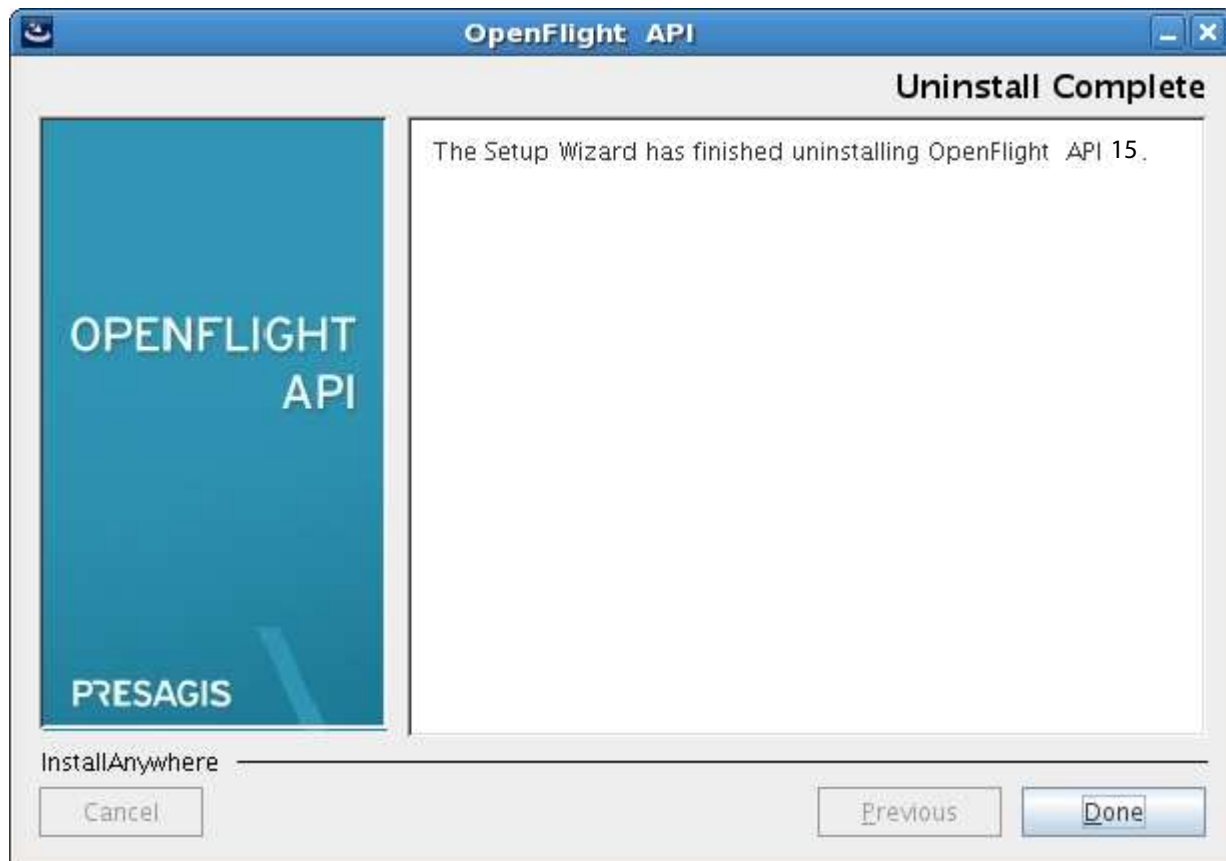 OpenFlight API
Uninstall Complete
The Setup Wizard has finished uninstalling OpenFlight API 15.
OPENFLIGHT
API
PRESAGIS
InstallAnywhere
Cancel
Previous
Done